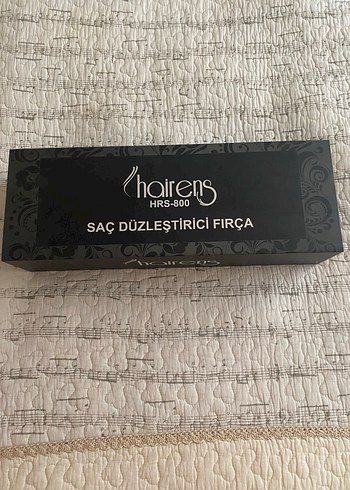 hairens
HRS-800
SAÇ DÜZLEŞTİRİCİ FIRÇA
hairens